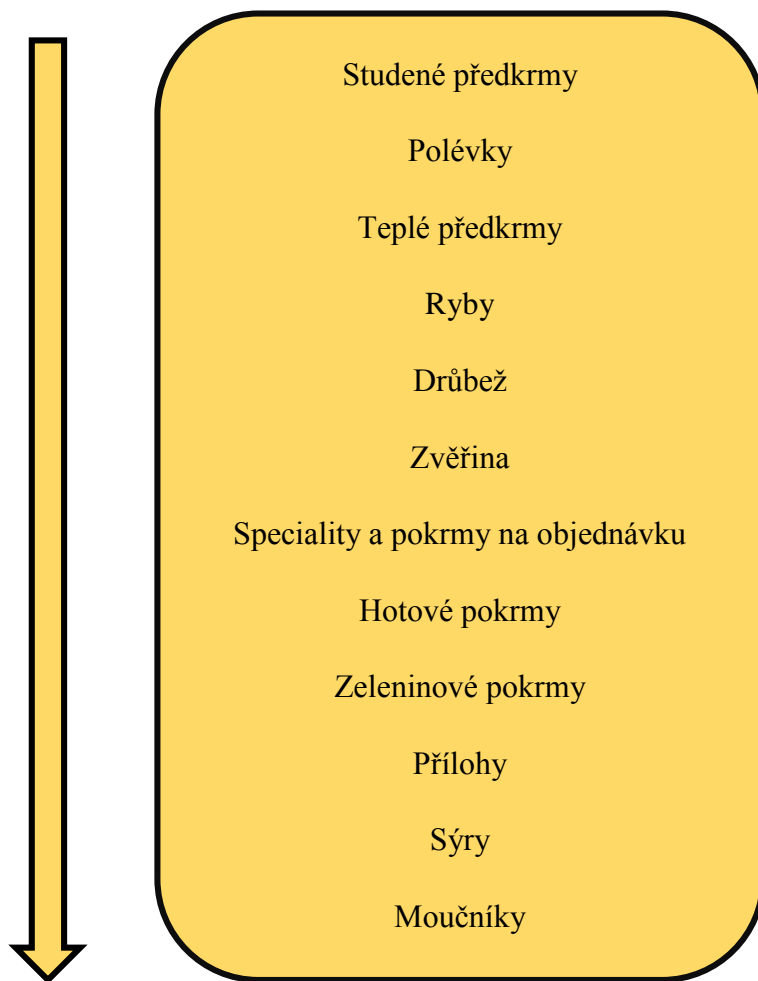 Studené předkrmy
Polévky
Teplé předkrmy
Ryby
Drůbež
Zvěřina
Speciality a pokrmy na objednávku
Hotové pokrmy
Zeleninové pokrmy
Přílohy
Sýry
Moučníky